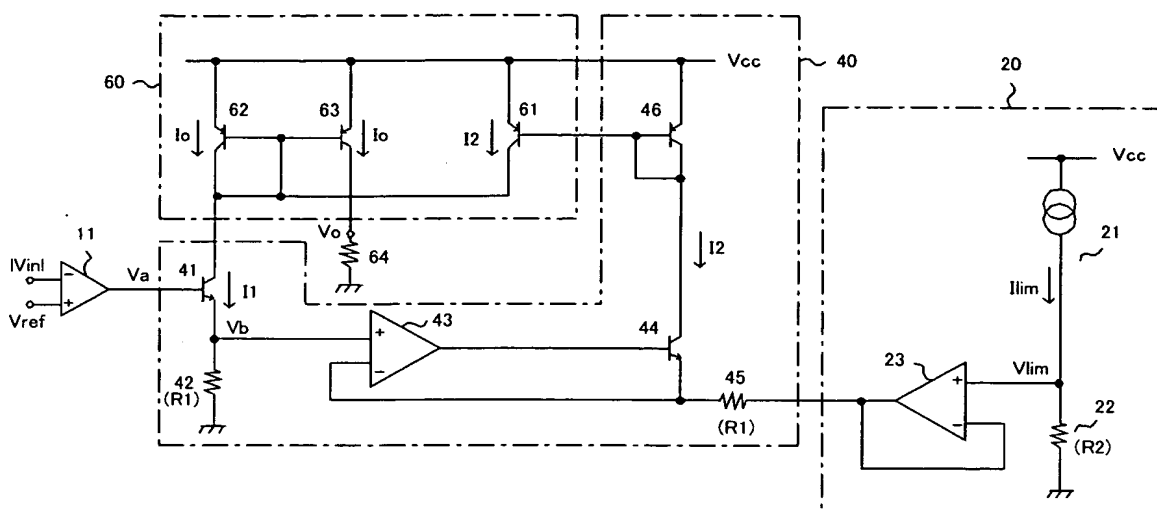 60
62
63
61
46
Vcc
40
20
Io
Io
I2
Vcc
Vo
64
I2
21
11
|Vin|
Va
41
I1
Ilim
Vref
Vb
43
44
23
Vlim
42
(R1)
45
(R1)
22
(R2)
+
−
−
+
+
−